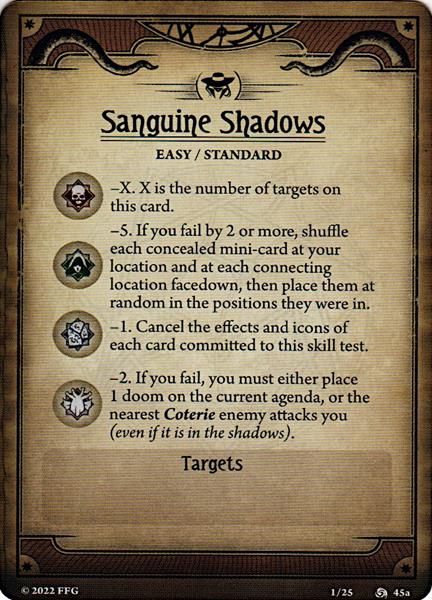 Sanguine Shadows
EASY / STANDARD
–X. X is the number of targets on
this card.
–5. If you fail by 2 or more, shuffle
each concealed mini-card at your
location and at each connecting
location facedown, then place them at
random in the positions they were in.
–1. Cancel the effects and icons of
each card committed to this skill test.
–2. If you fail, you must either place
1 doom on the current agenda, or the
nearest Coterie enemy attacks you
(even if it is in the shadows).
Targets
© 2022 FFG 1/25 45a